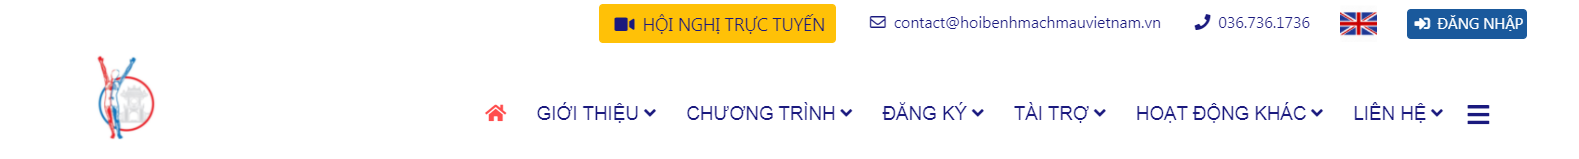 HỘI NGHỊ TRỰC TUYẾN contact@hoibenhmachmauvietnam.vn 036.736.1736 ĐĂNG NHẬP
GIỚI THIỆU CHƯƠNG TRÌNH ĐĂNG KÝ TÀI TRỢ HOẠT ĐỘNG KHÁC LIÊN HỆ